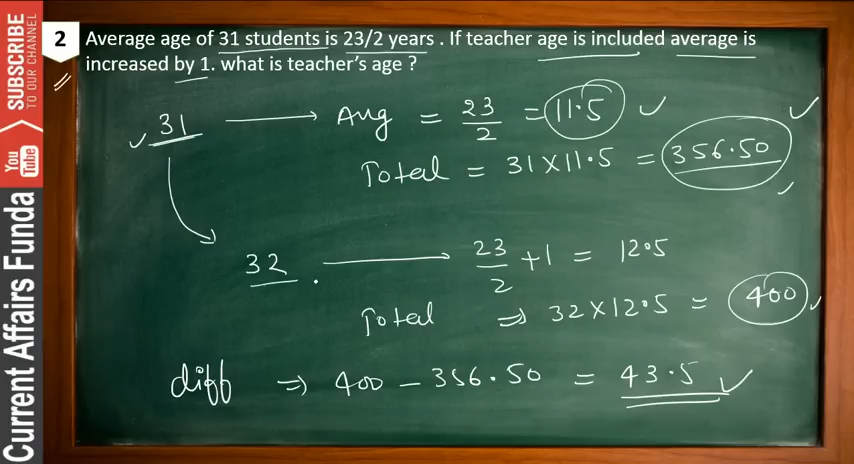 SUBSCRIBE
TO OUR CHANNEL
You Tube
Current Affairs Funda
2 Average age of 31 students is 23/2 years . If teacher age is included average is
increased by 1. what is teacher's age ?
31 → Avg = 23/2 = 11.5
Total = 31 X 11.5 = 356.50
32 . → 23/2 + 1 = 12.5
Total ⇒ 32 X 12.5 = 400
diff ⇒ 400 - 356.50 = 43.5